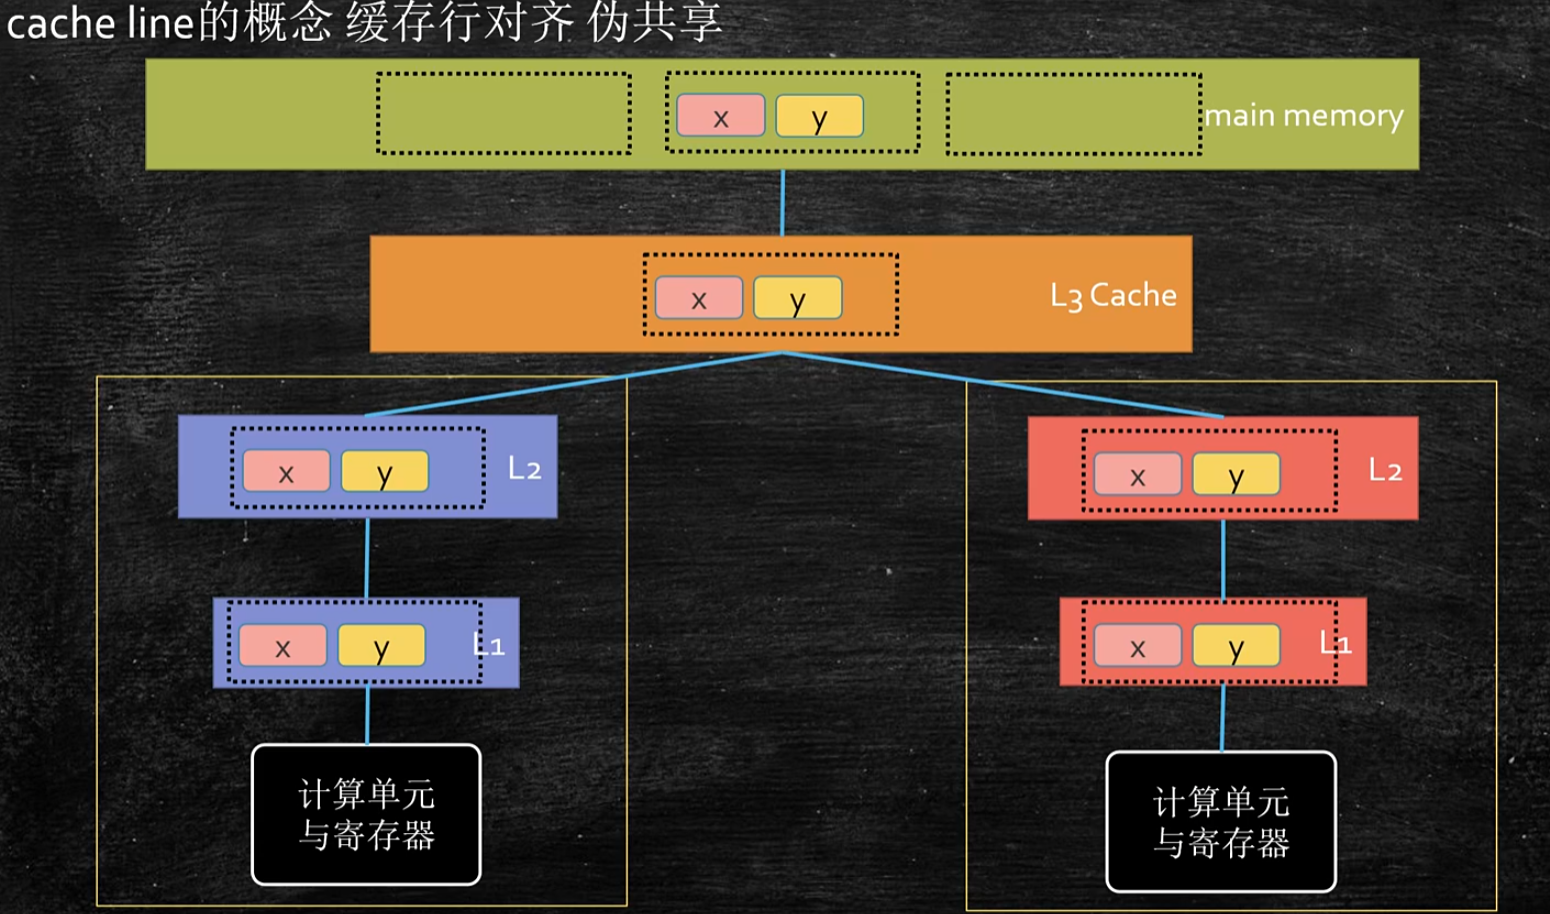 cache line的概念 缓存行对齐 伪共享
x y main memory
x y L3 Cache
x y L2
x y L2
x y L1
x y L1
计算单元
与寄存器
计算单元
与寄存器